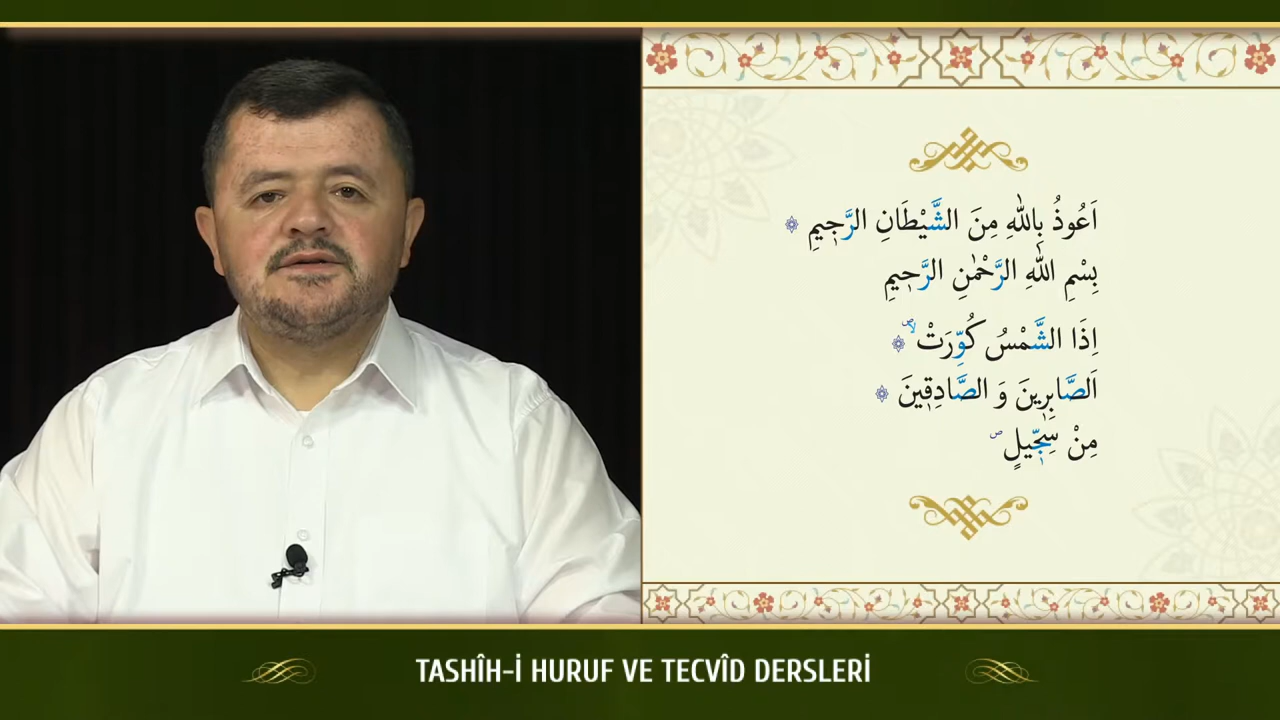 اَعُوذُ بِاللّٰهِ مِنَ الشَّيْطَانِ الرَّجٖيمِ ۞
بِسْمِ اللّٰهِ الرَّحْمٰنِ الرَّحٖيمِ
اِذَا الشَّمْسُ كُوِّرَتْ ۙ ۞
اَلصَّابِرٖينَ وَ الصَّادِقٖينَ ۞
مِنْ سِجّٖيلٍ ص
TASHÎH-İ HURUF VE TECVÎD DERSLERİ